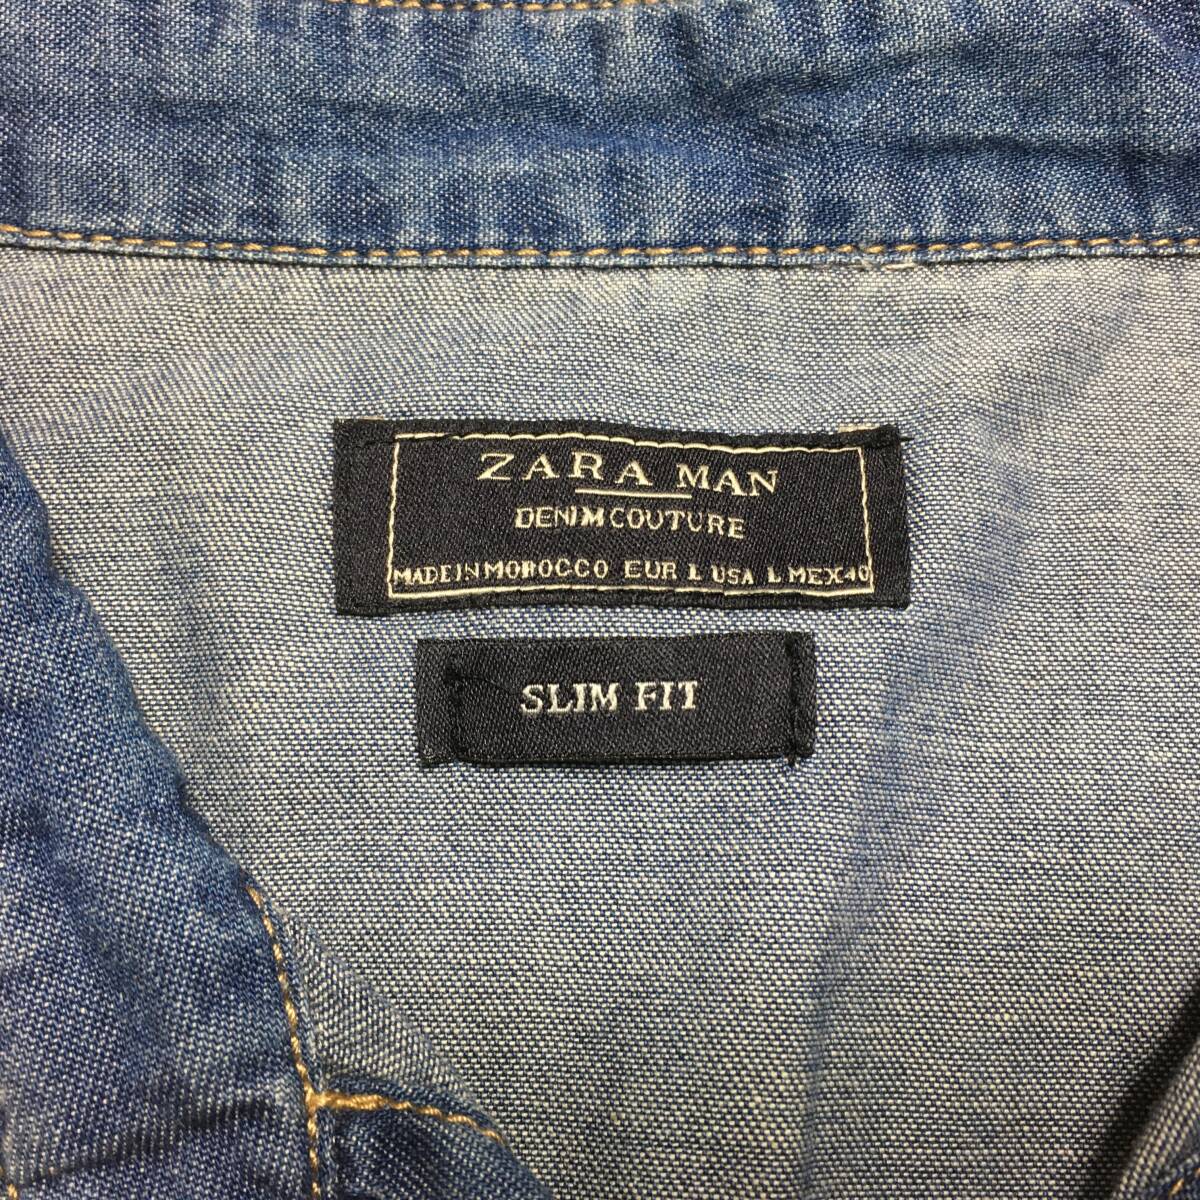 ZARA MAN
DENIM COUTURE
MADE IN MOROCCO EUR L USA L MEX 40
SLIM FIT